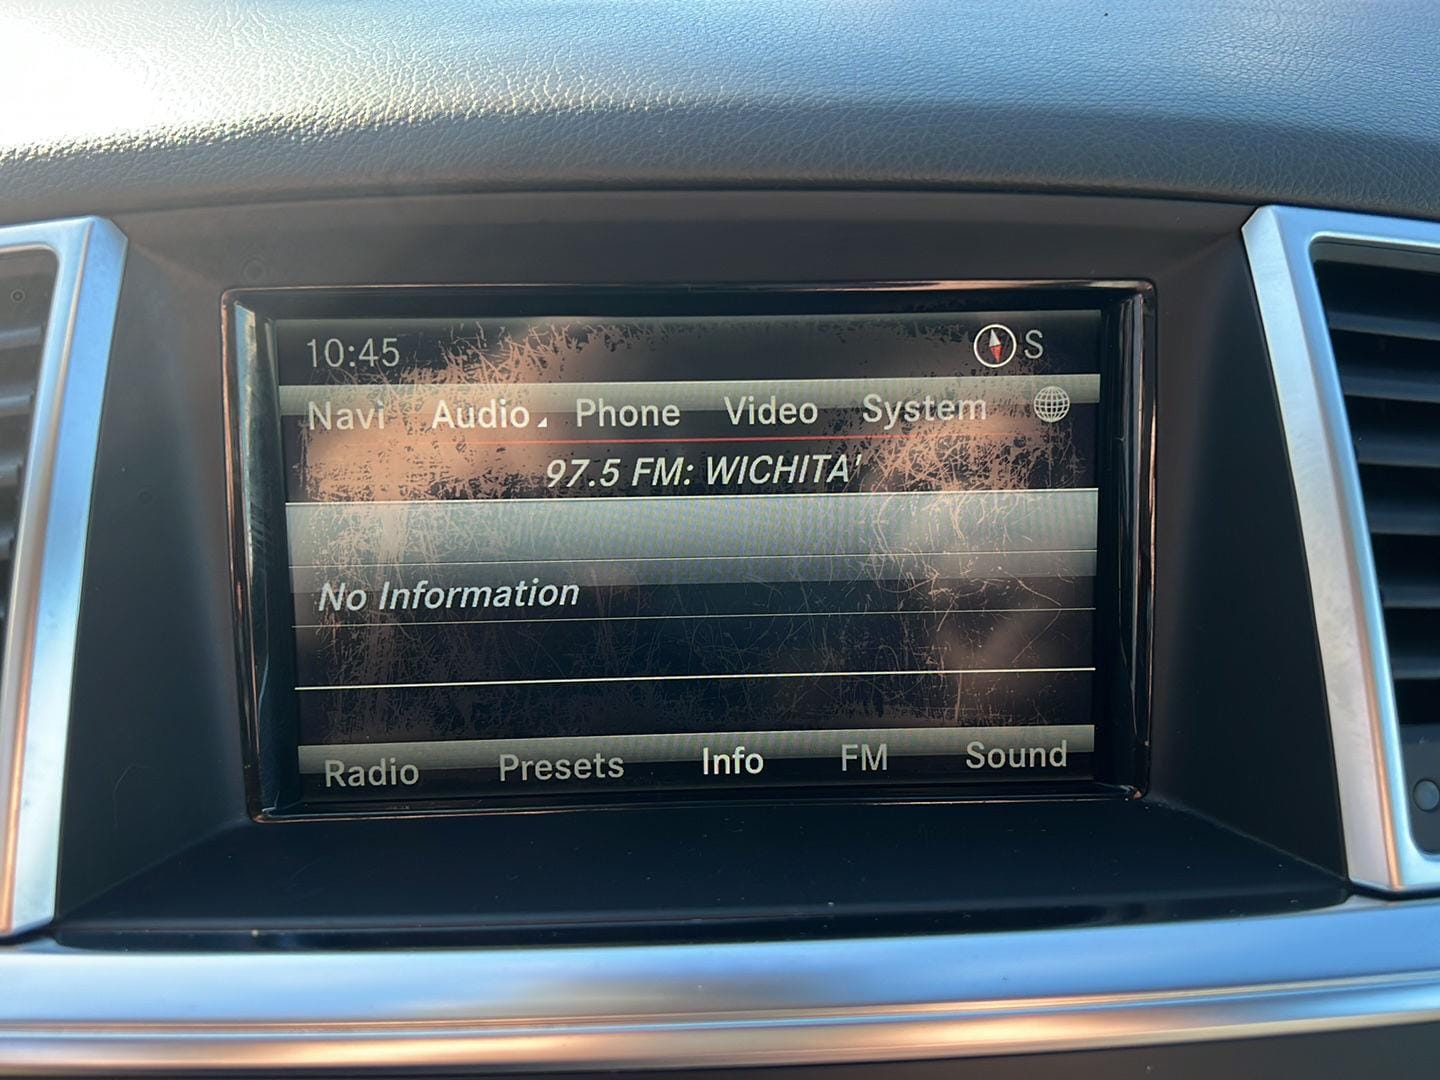 10:45 S
Navi Audio Phone Video System
97.5 FM: WICHITA'
No Information
Radio Presets Info FM Sound